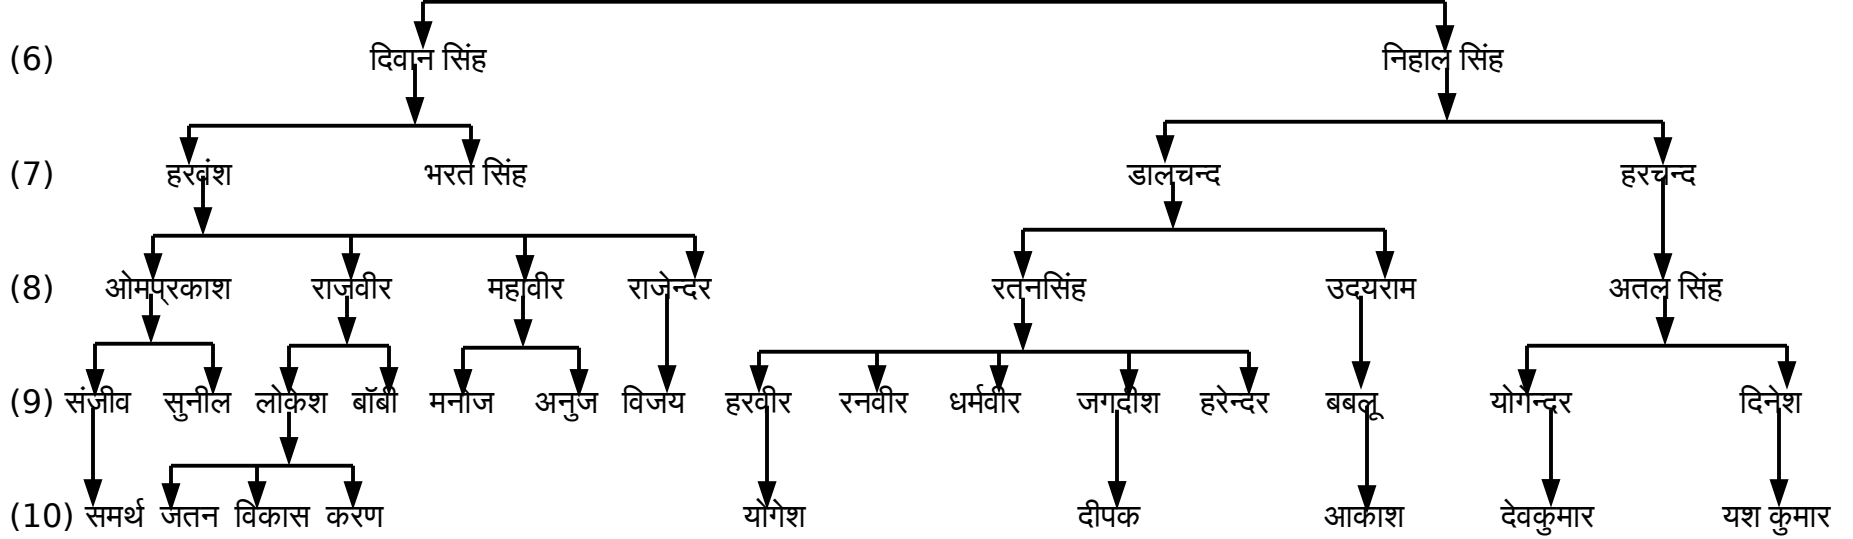 (6) दिवान सिंह निहाल सिंह
(7) हरवंश भरत सिंह डालचन्द हरचन्द
(8) ओमप्रकाश राजवीर महावीर राजेन्दर रतनसिंह उदयराम अतल सिंह
(9) संजीव सुनील लोकेश बॉबी मनोज अनुज विजय हरवीर रनवीर धर्मवीर जगदीश हरेन्दर बबलू योगेन्दर दिनेश
(10) समर्थ जतन विकास करण योगेश दीपक आकाश देवकुमार यश कुमार